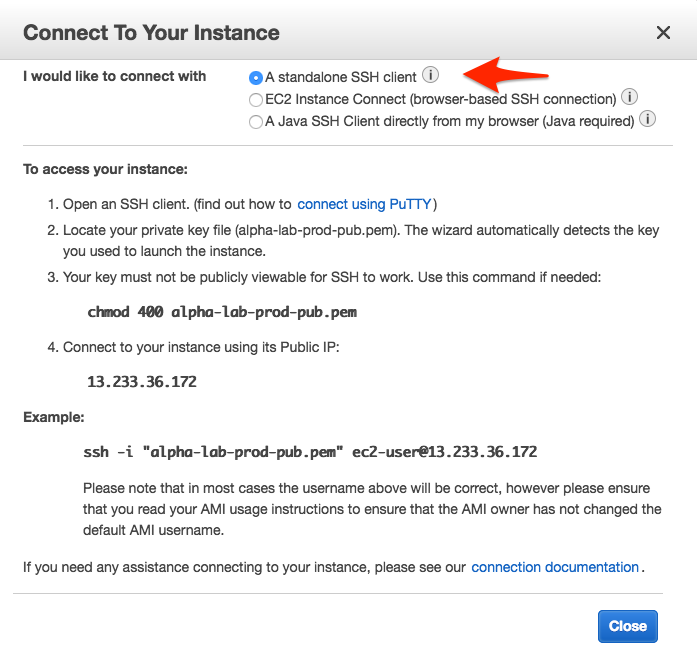 Connect To Your Instance
I would like to connect with
A standalone SSH client
EC2 Instance Connect (browser-based SSH connection)
A Java SSH Client directly from my browser (Java required)
To access your instance:
1. Open an SSH client. (find out how to connect using PuTTY)
2. Locate your private key file (alpha-lab-prod-pub.pem). The wizard automatically detects the key
you used to launch the instance.
3. Your key must not be publicly viewable for SSH to work. Use this command if needed:
chmod 400 alpha-lab-prod-pub.pem
4. Connect to your instance using its Public IP:
13.233.36.172
Example:
ssh -i "alpha-lab-prod-pub.pem" ec2-user@13.233.36.172
Please note that in most cases the username above will be correct, however please ensure
that you read your AMI usage instructions to ensure that the AMI owner has not changed the
default AMI username.
If you need any assistance connecting to your instance, please see our connection documentation .
Close